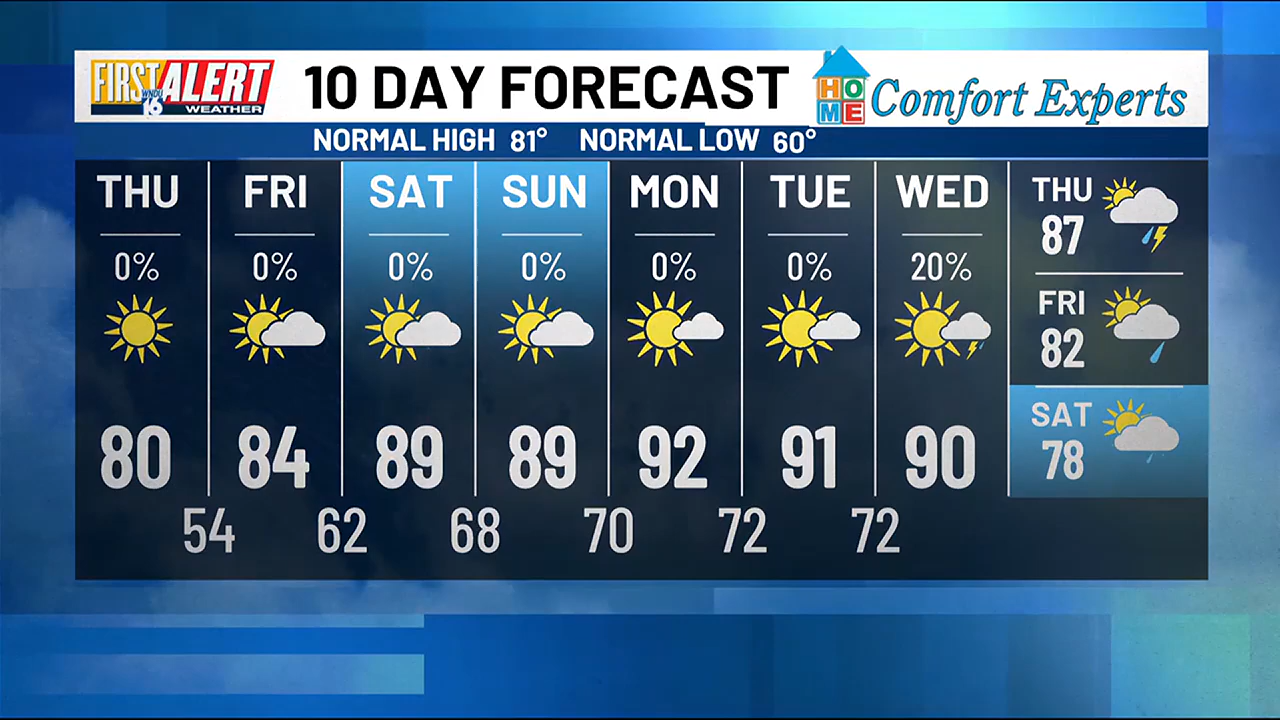 FIRST ALERT
WNDU
16
WEATHER
10 DAY FORECAST
HOME
Comfort Experts
NORMAL HIGH 81° NORMAL LOW 60°
THU FRI SAT SUN MON TUE WED
0% 0% 0% 0% 0% 0% 20%
80 84 89 89 92 91 90
54 62 68 70 72 72
THU
87
FRI
82
SAT
78